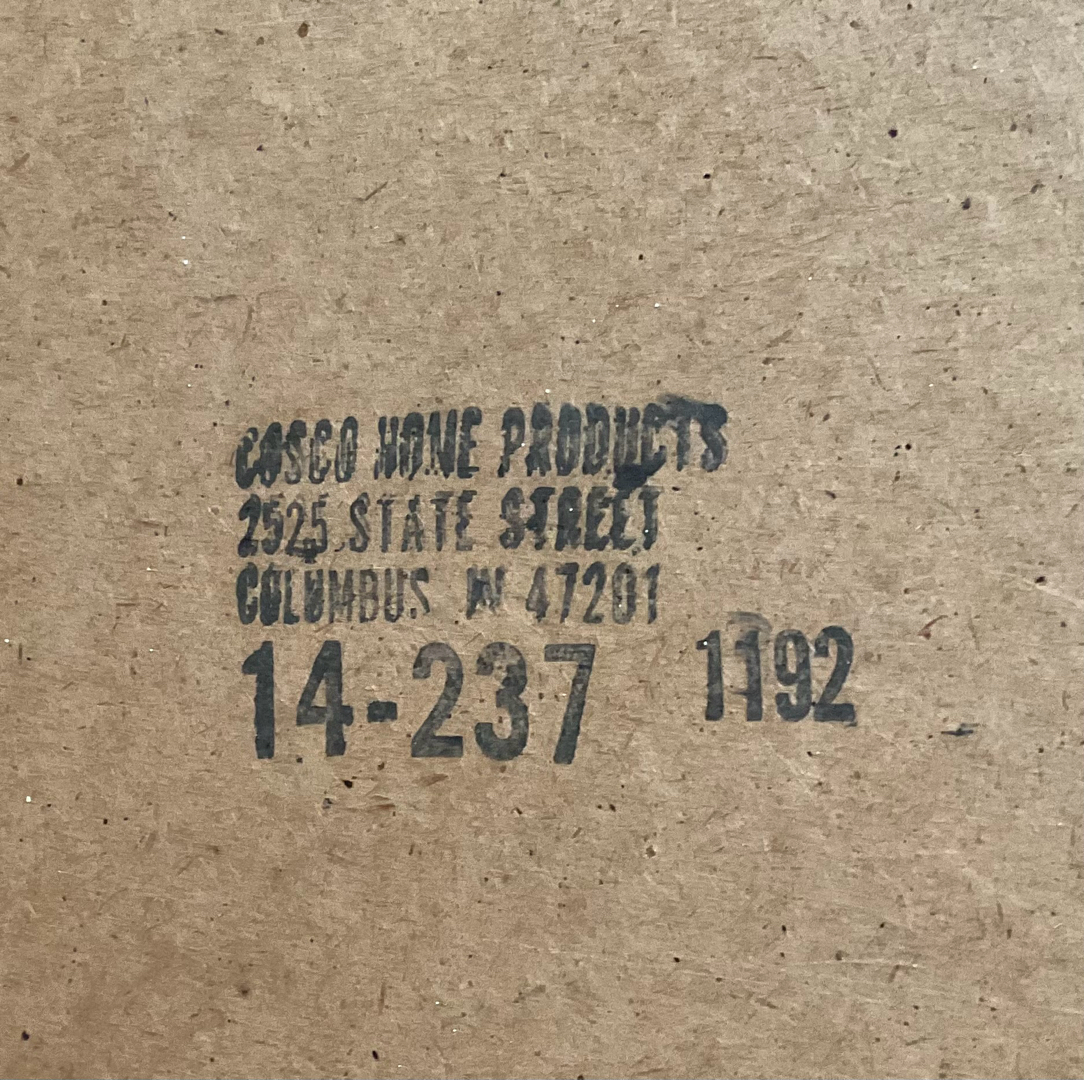 COSCO HOME PRODUCTS
2525 STATE STREET
COLUMBUS IN 47201
14-237 1192